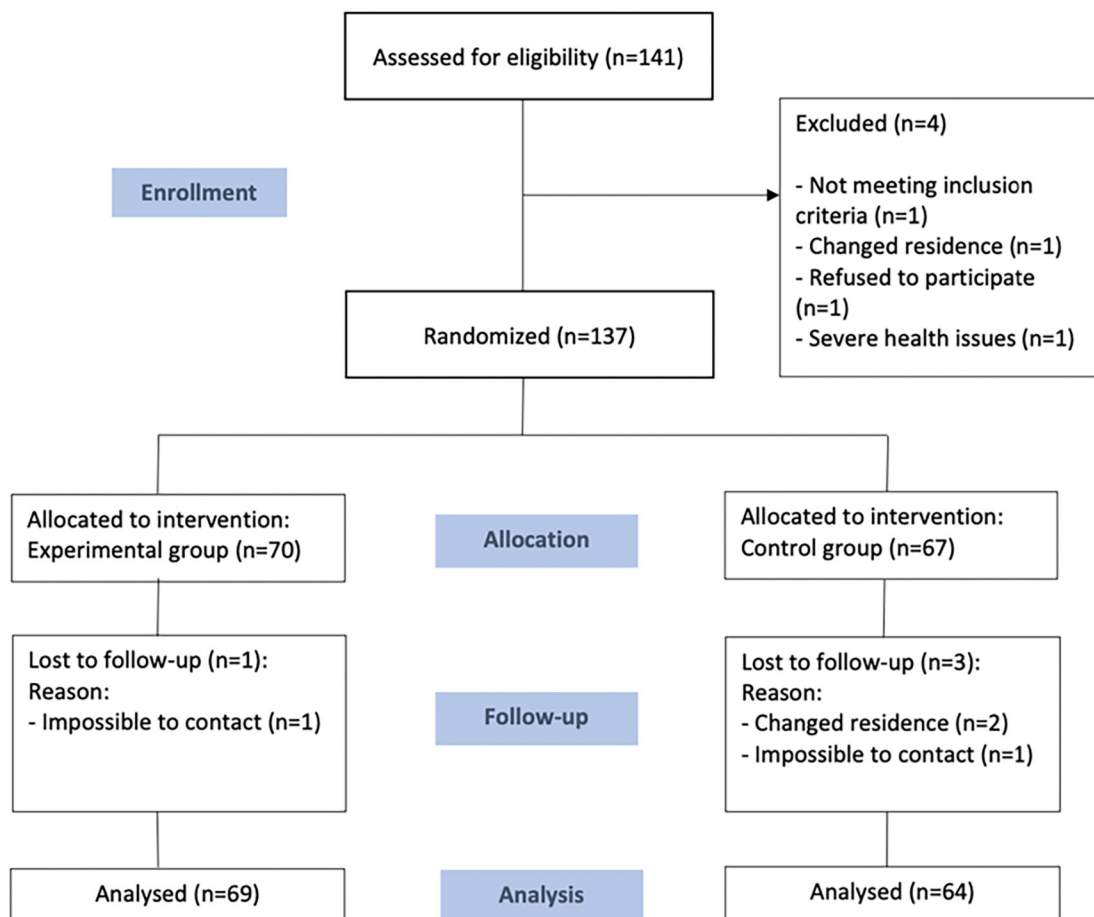 Assessed for eligibility (n=141)
Excluded (n=4)
- Not meeting inclusion
criteria (n=1)
- Changed residence (n=1)
- Refused to participate
(n=1)
- Severe health issues (n=1)
Enrollment
Randomized (n=137)
Allocated to intervention:
Experimental group (n=70)
Allocation
Allocated to intervention:
Control group (n=67)
Lost to follow-up (n=1):
Reason:
- Impossible to contact (n=1)
Follow-up
Lost to follow-up (n=3):
Reason:
- Changed residence (n=2)
- Impossible to contact (n=1)
Analysed (n=69)
Analysis
Analysed (n=64)